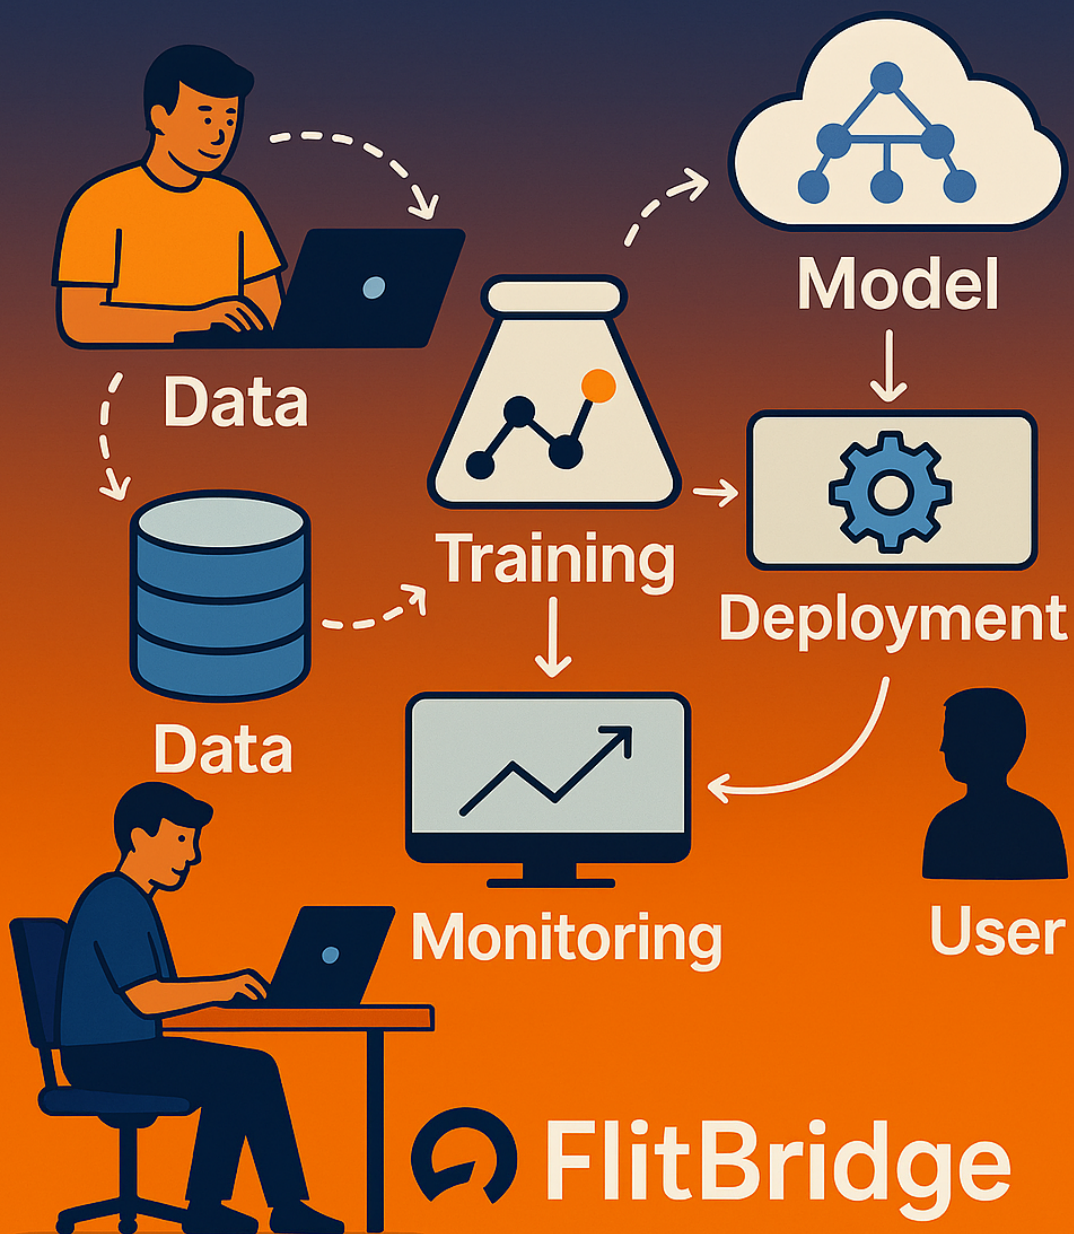 Data
Model
Training
Deployment
Data
Monitoring
User
FlitBridge